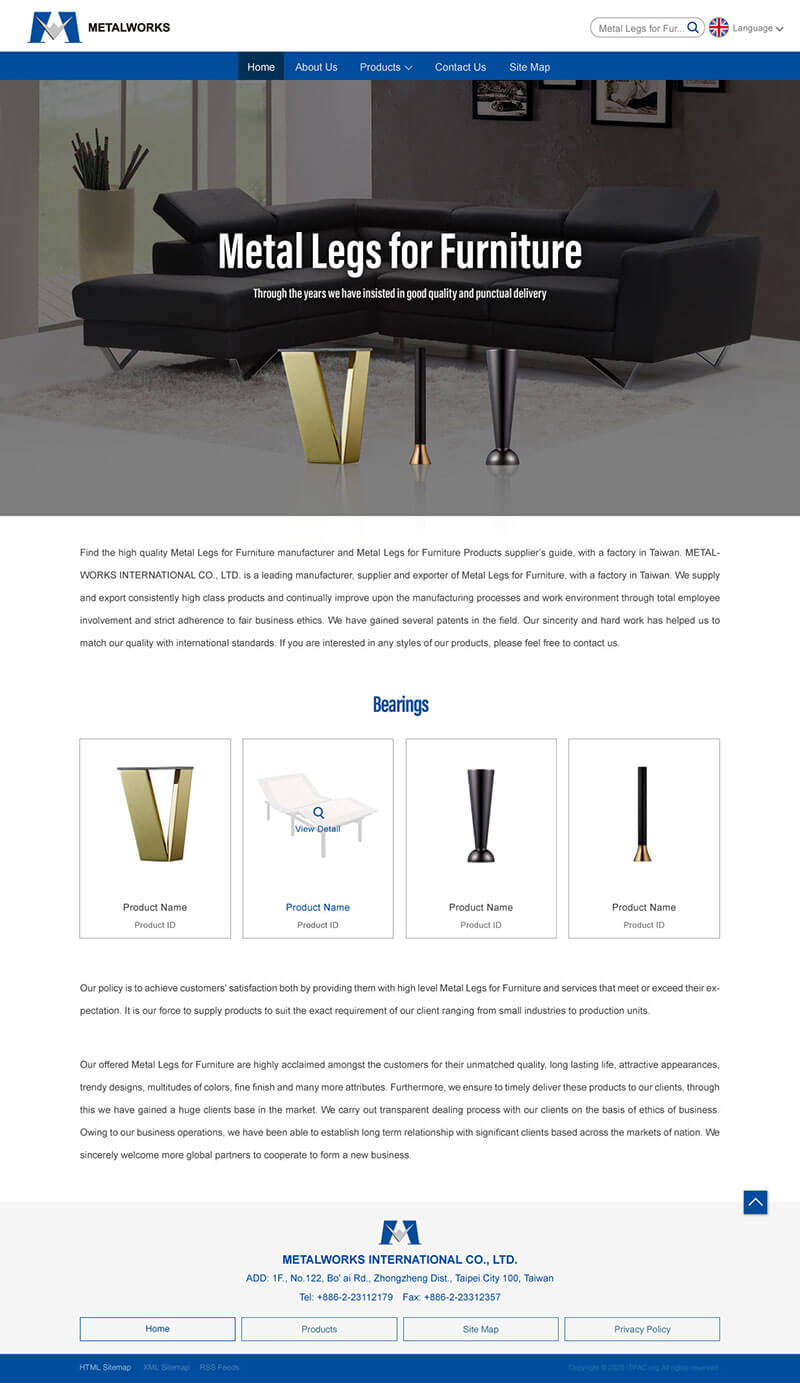 METALWORKS
Metal Legs for Fur...
Language
Home
About Us
Products
Contact Us
Site Map
Metal Legs for Furniture
Through the years we have insisted in good quality and punctual delivery
Find the high quality Metal Legs for Furniture manufacturer and Metal Legs for Furniture Products supplier's guide, with a factory in Taiwan. METAL-
WORKS INTERNATIONAL CO., LTD. is a leading manufacturer, supplier and exporter of Metal Legs for Furniture, with a factory in Taiwan. We supply
and export consistently high class products and continually improve upon the manufacturing processes and work environment through total employee
involvement and strict adherence to fair business ethics. We have gained several patents in the field. Our sincerity and hard work has helped us to
match our quality with international standards. If you are interested in any styles of our products, please feel free to contact us.
Bearings
View Detail
Product Name
Product ID
Product Name
Product ID
Product Name
Product ID
Product Name
Product ID
Our policy is to achieve customers' satisfaction both by providing them with high level Metal Legs for Furniture and services that meet or exceed their ex-
pectation. It is our force to supply products to suit the exact requirement of our client ranging from small industries to production units.
Our offered Metal Legs for Furniture are highly acclaimed amongst the customers for their unmatched quality, long lasting life, attractive appearances,
trendy designs, multitudes of colors, fine finish and many more attributes. Furthermore, we ensure to timely deliver these products to our clients, through
this we have gained a huge clients base in the market. We carry out transparent dealing process with our clients on the basis of ethics of business.
Owing to our business operations, we have been able to establish long term relationship with significant clients based across the markets of nation. We
sincerely welcome more global partners to cooperate to form a new business.
METALWORKS INTERNATIONAL CO., LTD.
ADD: 1F., No.122, Bo' ai Rd., Zhongzheng Dist., Taipei City 100, Taiwan
Tel: +886-2-23112179 Fax: +886-2-23312357
Home
Products
Site Map
Privacy Policy
HTML Sitemap
XML Sitemap
RSS Feeds
Copyright © 2020 ITPAC.org All rights reserved.